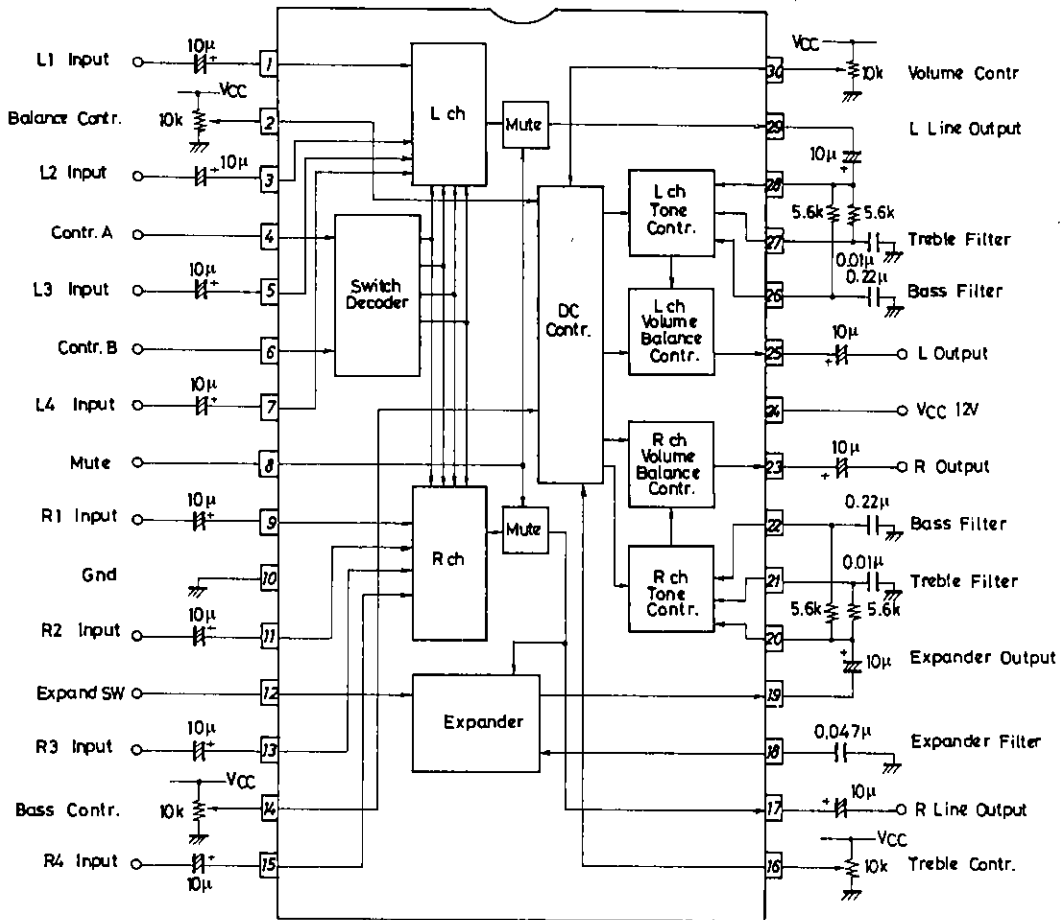 L1 Input
10μ
+
1
Balance Contr.
VCC
10k
2
L2 Input
+
10μ
3
Contr. A
4
L3 Input
10μ
+
5
Contr. B
6
L4 Input
10μ
+
7
Mute
8
R1 Input
10μ
+
9
Gnd
10
R2 Input
10μ
+
11
Expand SW
12
R3 Input
10μ
+
13
Bass Contr.
VCC
10k
14
R4 Input
+
10μ
15
L ch
Mute
Switch
Decoder
DC
Contr.
L ch
Tone
Contr.
L ch
Volume
Balance
Contr.
R ch
Volume
Balance
Contr.
R ch
Mute
R ch
Tone
Contr.
Expander
VCC
30
10k
Volume Contr
29
L Line Output
10μ
+
28
5.6k
5.6k
27
Treble Filter
0.01μ
0.22μ
26
Bass Filter
10μ
25
+
L Output
24
VCC 12V
10μ
23
+
R Output
0.22μ
22
Bass Filter
0.01μ
21
Treble Filter
5.6k
5.6k
20
+
10μ
Expander Output
19
0.047μ
18
Expander Filter
10μ
17
+
R Line Output
VCC
16
10k
Treble Contr.